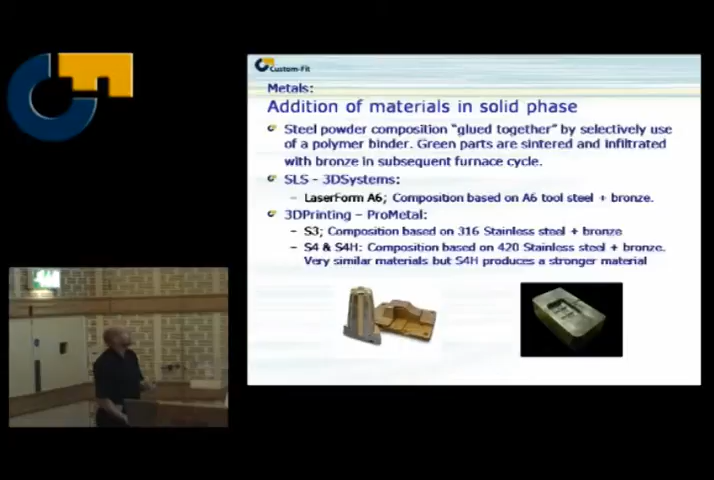 Custom-Fit
Metals:
Addition of materials in solid phase
Steel powder composition "glued together" by selectively use
of a polymer binder. Green parts are sintered and infiltrated
with bronze in subsequent furnace cycle.
SLS - 3DSystems:
- LaserForm A6; Composition based on A6 tool steel + bronze.
3DPrinting – ProMetal:
- S3; Composition based on 316 Stainless steel + bronze
- S4 & S4H: Composition based on 420 Stainless steel + bronze.
Very similar materials but S4H produces a stronger material